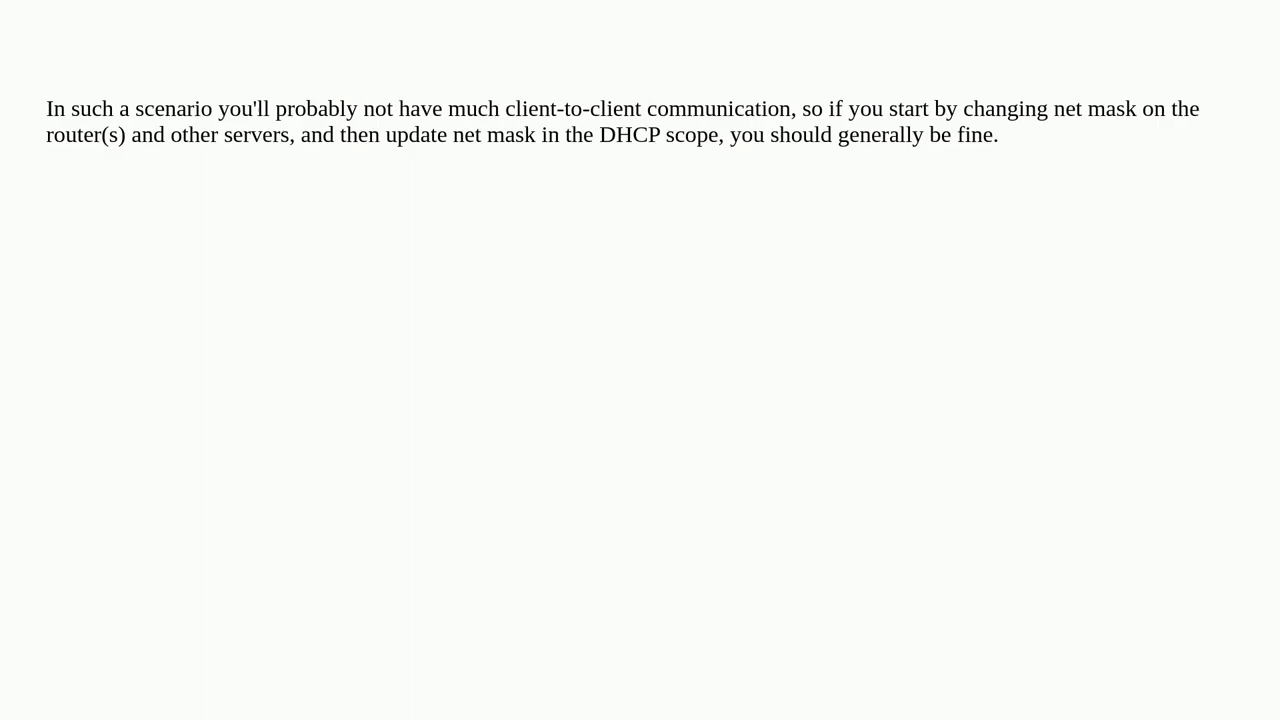 In such a scenario you'll probably not have much client-to-client communication, so if you start by changing net mask on the
router(s) and other servers, and then update net mask in the DHCP scope, you should generally be fine.